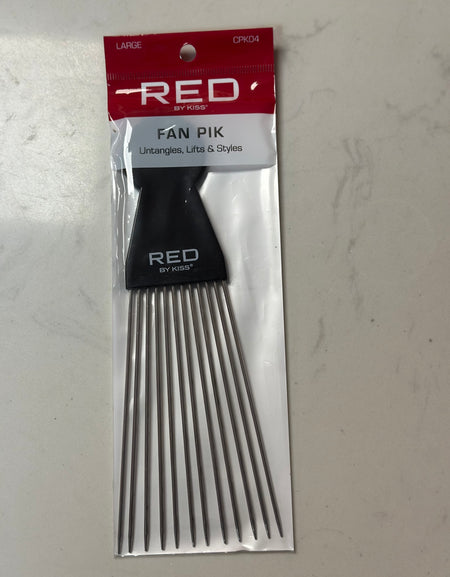 LARGE CPK04
RED
BY KISS®
FAN PIK
Untangles, Lifts & Styles
RED
BY KISS®